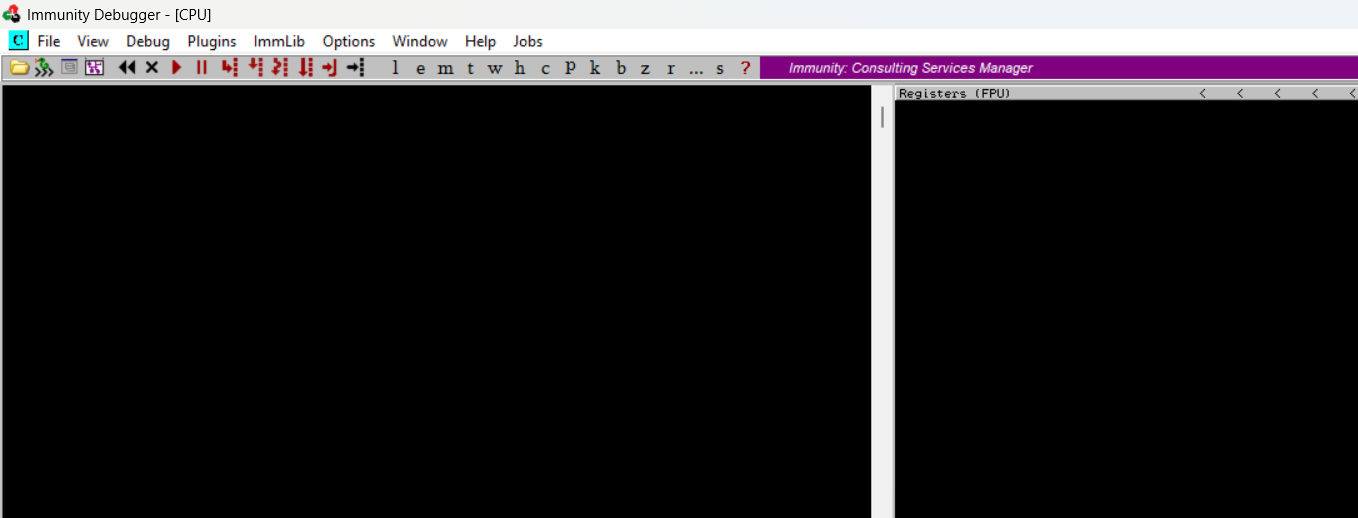 Immunity Debugger - [CPU]
C File View Debug Plugins ImmLib Options Window Help Jobs
l e m t w h c P k b z r ... s ? Immunity: Consulting Services Manager
Registers (FPU) < < < < <